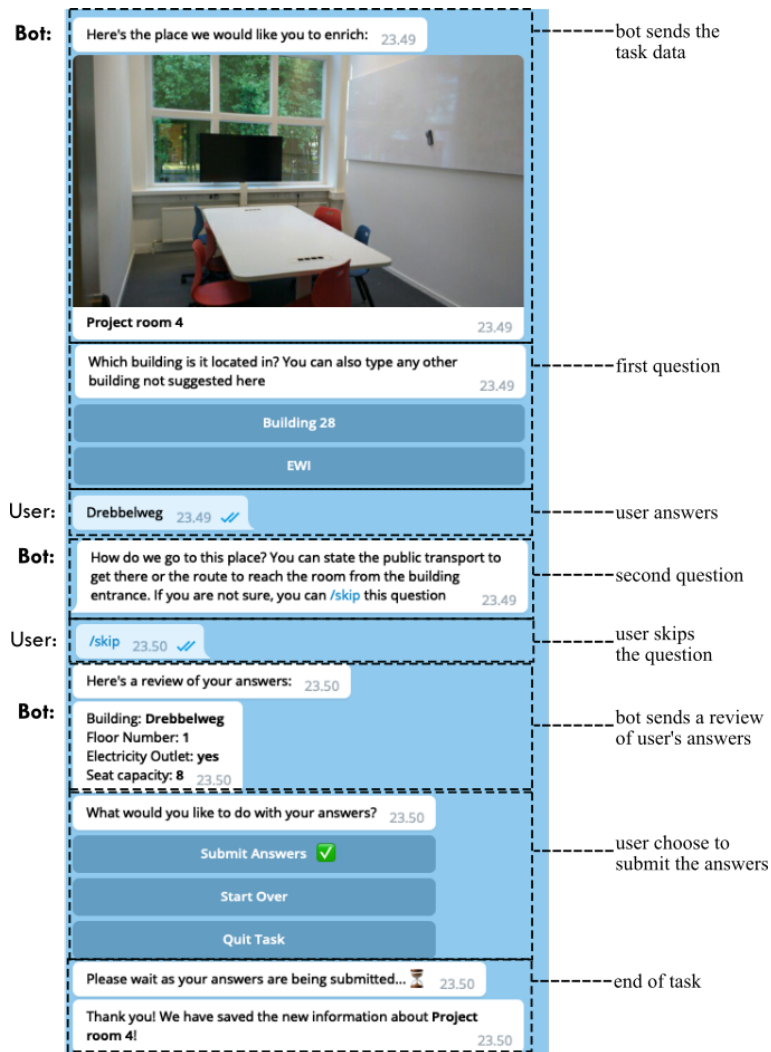 Bot:
Here's the place we would like you to enrich: 23.49
bot sends the
task data
Project room 4
23.49
Which building is it located in? You can also type any other
building not suggested here
23.49
first question
Building 28
EWI
User:
Drebbelweg 23.49
user answers
Bot:
How do we go to this place? You can state the public transport to
get there or the route to reach the room from the building
entrance. If you are not sure, you can /skip this question
23.49
second question
User:
/skip 23.50
user skips
the question
Here's a review of your answers: 23.50
Bot:
Building: Drebbelweg
Floor Number: 1
Electricity Outlet: yes
Seat capacity: 8 23.50
bot sends a review
of user's answers
What would you like to do with your answers? 23.50
Submit Answers ✅
Start Over
Quit Task
user choose to
submit the answers
Please wait as your answers are being submitted... ⏳ 23.50
Thank you! We have saved the new information about Project
room 4!
23.50
end of task